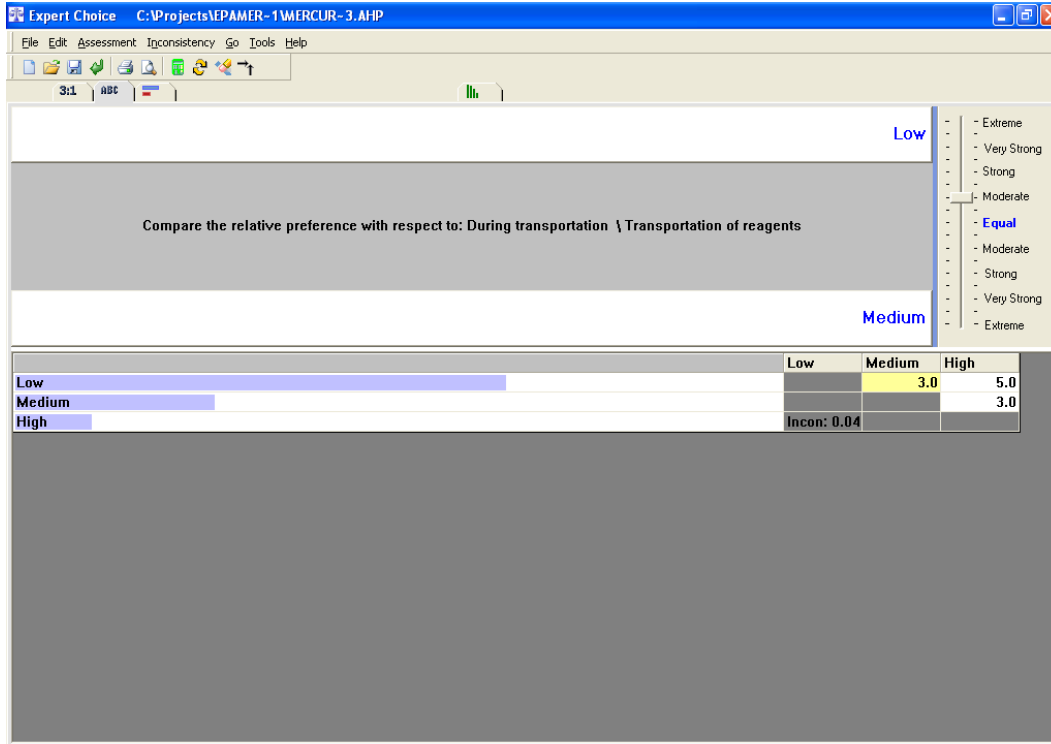 Expert Choice C:\Projects\EPAMER~1\MERCUR~3.AHP
File Edit Assessment Inconsistency Go Tools Help
3:1 ABC
Low
Compare the relative preference with respect to: During transportation \ Transportation of reagents
Medium
Extreme
Very Strong
Strong
Moderate
Equal
Moderate
Strong
Very Strong
Extreme
Low Medium High
Low 3.0 5.0
Medium 3.0
High Incon: 0.04